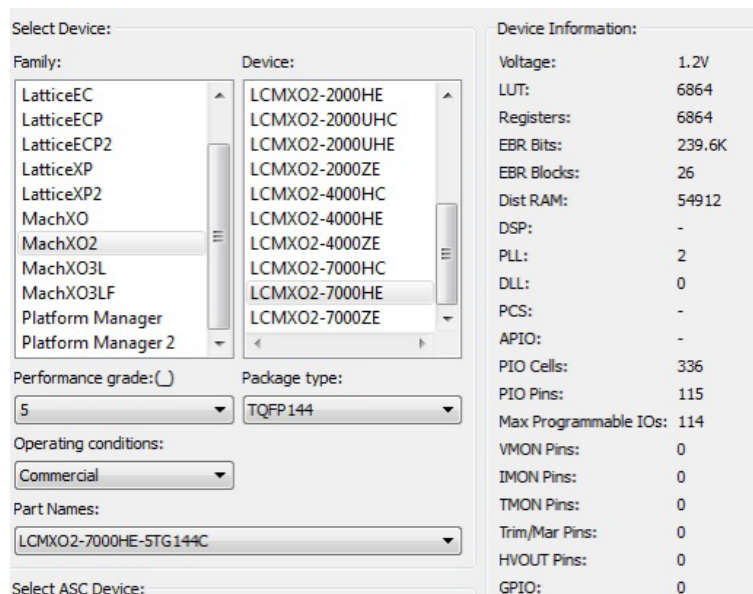 Select Device:
Family:
LatticeEC
LatticeECP
LatticeECP2
LatticeXP
LatticeXP2
MachXO
MachXO2
MachXO3L
MachXO3LF
Platform Manager
Platform Manager 2
Device:
LCMXO2-2000HE
LCMXO2-2000UHC
LCMXO2-2000UHE
LCMXO2-2000ZE
LCMXO2-4000HC
LCMXO2-4000HE
LCMXO2-4000ZE
LCMXO2-7000HC
LCMXO2-7000HE
LCMXO2-7000ZE
Performance grade:(_)
5
Package type:
TQFP144
Operating conditions:
Commercial
Part Names:
LCMXO2-7000HE-5TG144C
Select ASC Device:
Device Information:
Voltage: 1.2V
LUT: 6864
Registers: 6864
EBR Bits: 239.6K
EBR Blocks: 26
Dist RAM: 54912
DSP: -
PLL: 2
DLL: 0
PCS: -
APIO: -
PIO Cells: 336
PIO Pins: 115
Max Programmable IOs: 114
VMON Pins: 0
IMON Pins: 0
TMON Pins: 0
Trim/Mar Pins: 0
HVOUT Pins: 0
GPIO: 0